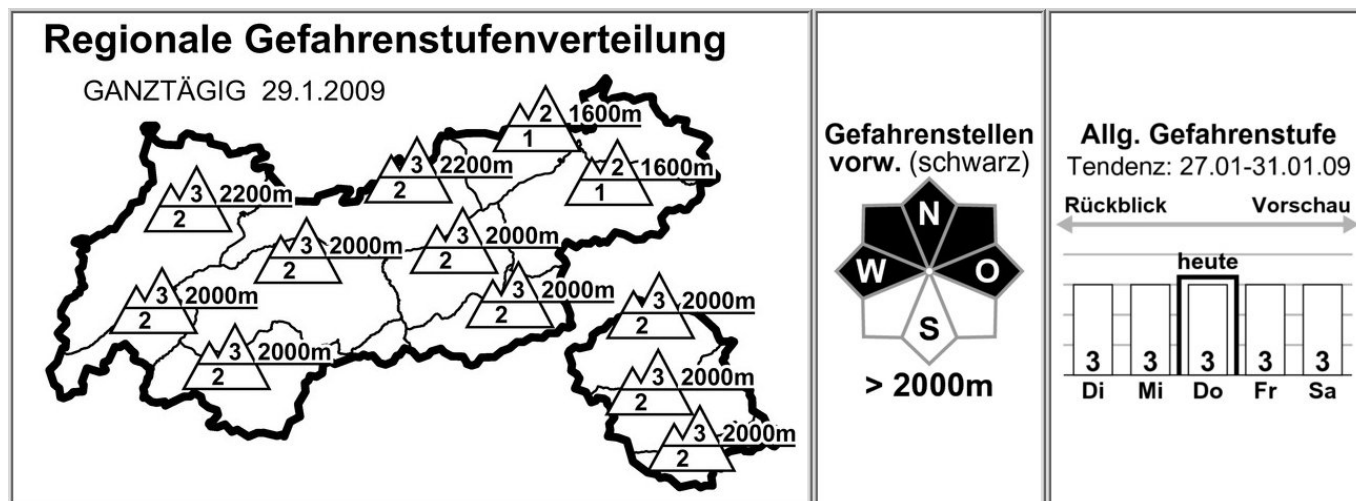 Regionale Gefahrenstufenverteilung
GANZTÄGIG 29.1.2009
2 1600m
1
3 2200m
2
2 1600m
1
3 2200m
2
3 2000m
2
3 2000m
2
3 2000m
2
3 2000m
2
3 2000m
2
3 2000m
2
3 2000m
2
3 2000m
2
Gefahrenstellen
vorw. (schwarz)
N
W O
S
> 2000m
Allg. Gefahrenstufe
Tendenz: 27.01-31.01.09
Rückblick Vorschau
heute
3 3 3 3 3
Di Mi Do Fr Sa
3 2000m
2